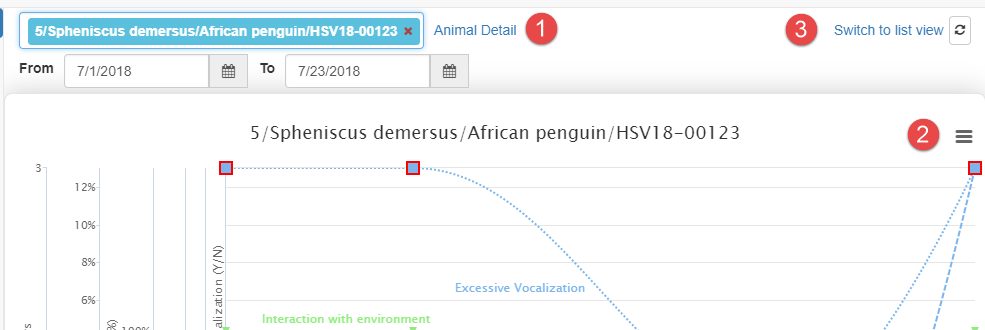 5/Spheniscus demersus/African penguin/HSV18-00123 × Animal Detail 1 3 Switch to list view
From 7/1/2018 To 7/23/2018
5/Spheniscus demersus/African penguin/HSV18-00123 2
3
12%
10%
8%
6%
Excessive Vocalization
Interaction with environment
100%
alization (Y/N)